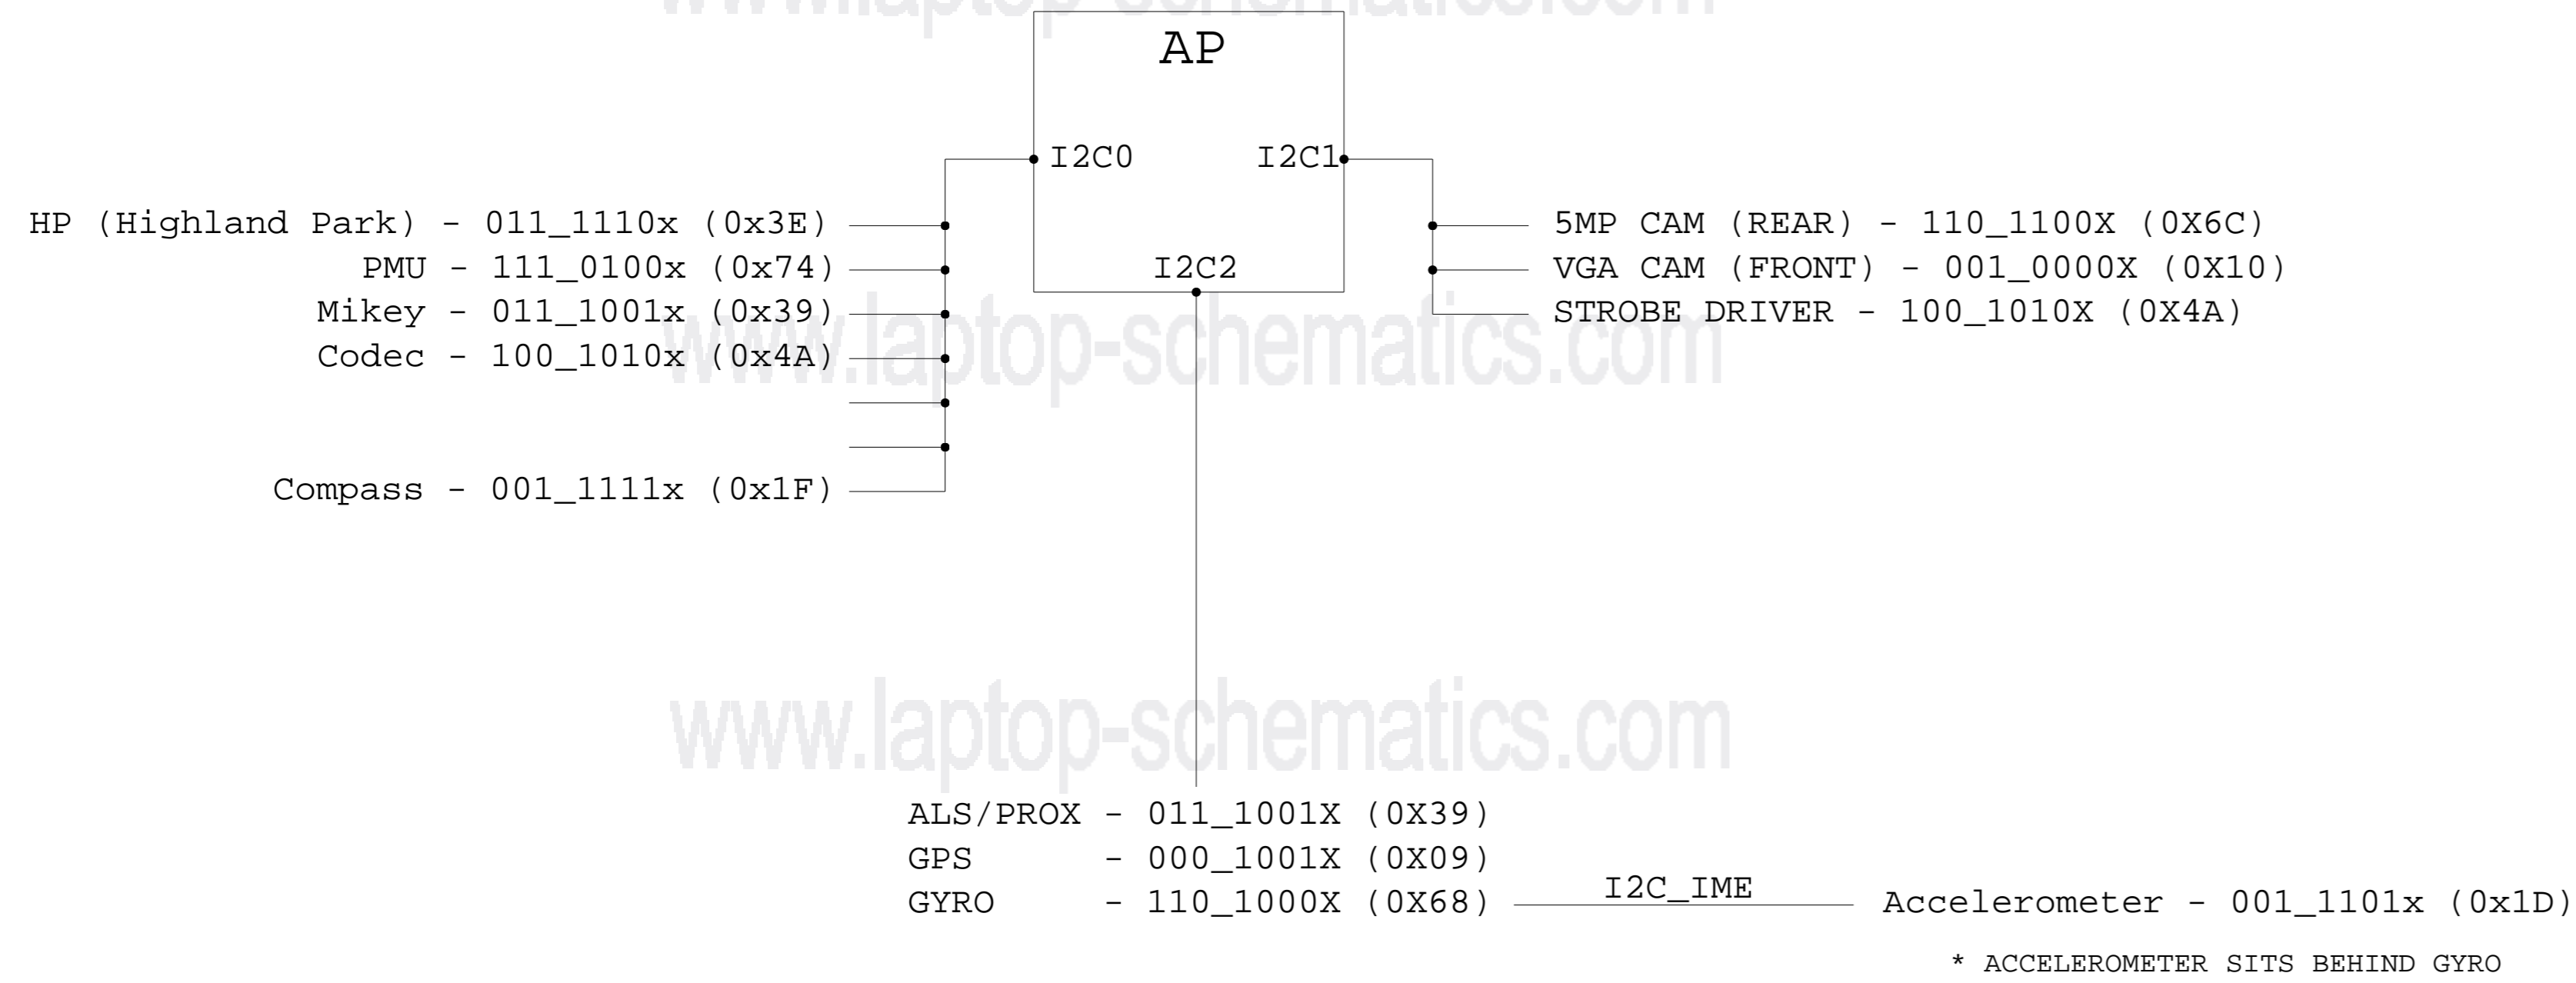 www.laptop-schematics.com
AP
I2C0
I2C1
HP (Highland Park) - 011_1110x (0x3E)
PMU - 111_0100x (0x74)
Mikey - 011_1001x (0x39)
Codec - 100_1010x (0x4A)
Compass - 001_1111x (0x1F)
I2C2
5MP CAM (REAR) - 110_1100X (0X6C)
VGA CAM (FRONT) - 001_0000X (0X10)
STROBE DRIVER - 100_1010X (0X4A)
www.laptop-schematics.com
www.laptop-schematics.com
ALS/PROX - 011_1001X (0X39)
GPS - 000_1001X (0X09)
GYRO - 110_1000X (0X68)
I2C_IME
Accelerometer - 001_1101x (0x1D)
* ACCELEROMETER SITS BEHIND GYRO